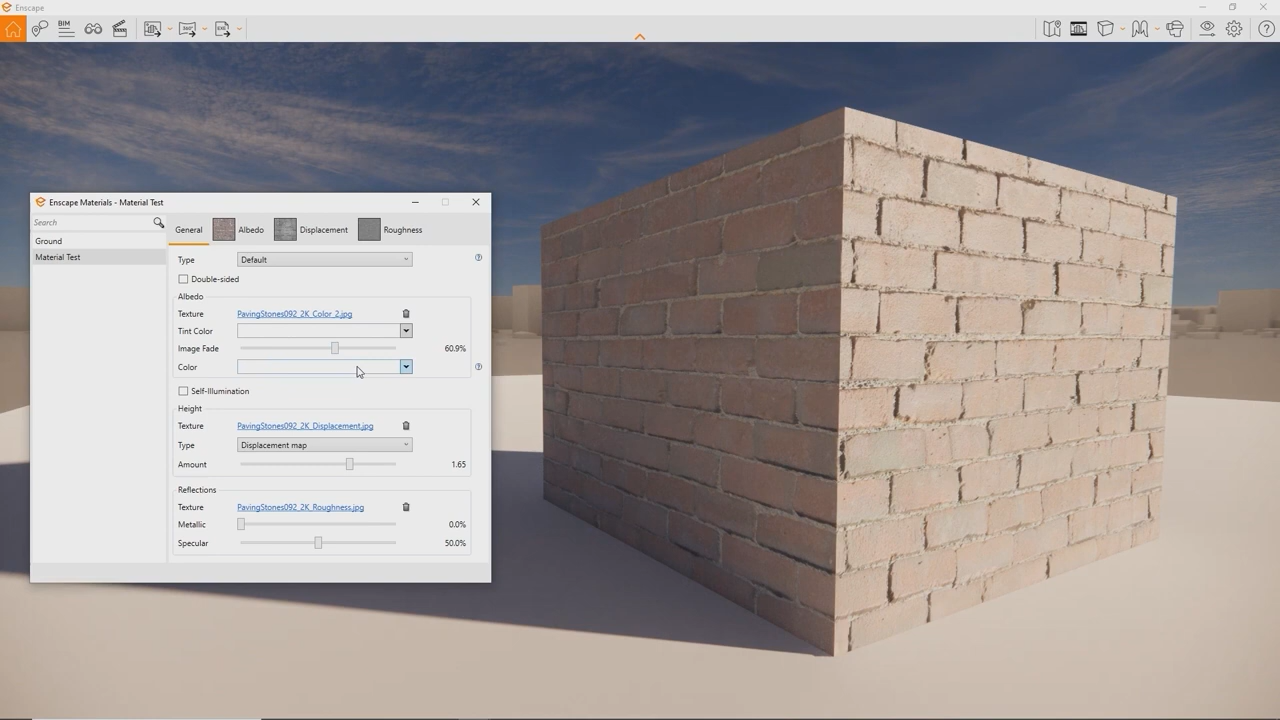 Enscape
BIM
360°
EXE
Enscape Materials - Material Test
Search
Ground
Material Test
General
Albedo
Displacement
Roughness
Type
Default
Double-sided
Albedo
Texture PavingStones092_2K_Color_2.jpg
Tint Color
Image Fade 60.9%
Color
Self-Illumination
Height
Texture PavingStones092_2K_Displacement.jpg
Type Displacement map
Amount 1.65
Reflections
Texture PavingStones092_2K_Roughness.jpg
Metallic 0.0%
Specular 50.0%